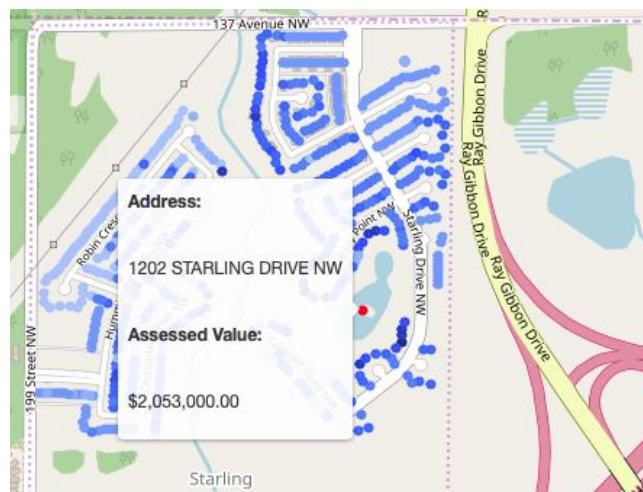 137 Avenue NW
Ray Gibbon Drive
Ray Gibbon Drive
Ray Gibbon Drive
Address:
1202 STARLING DRIVE NW
Assessed Value:
$2,053,000.00
Robin Cres
Point NW
Starling Drive NW
199 Street NW
Starling